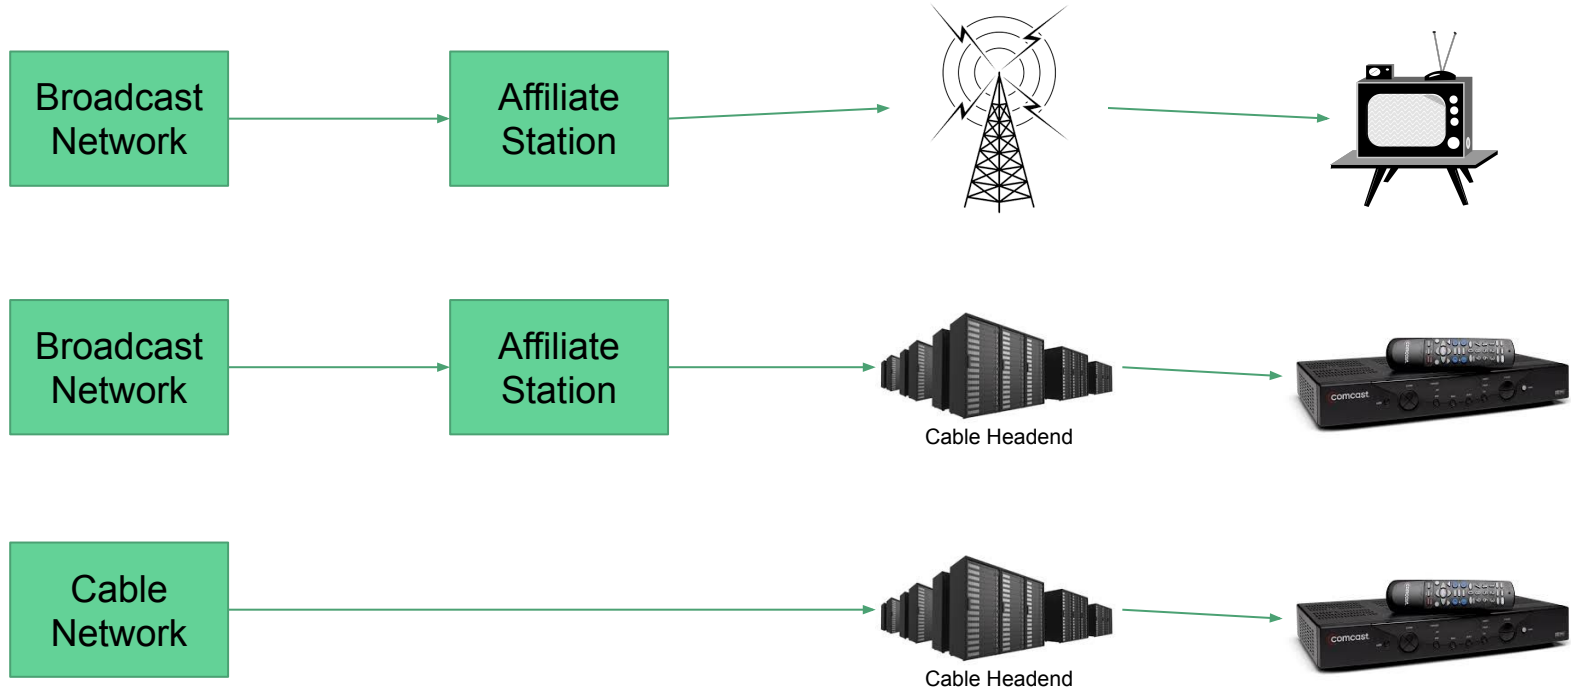 Broadcast
Network
Affiliate
Station
Broadcast
Network
Affiliate
Station
Cable Headend
comcast
Cable
Network
Cable Headend
comcast